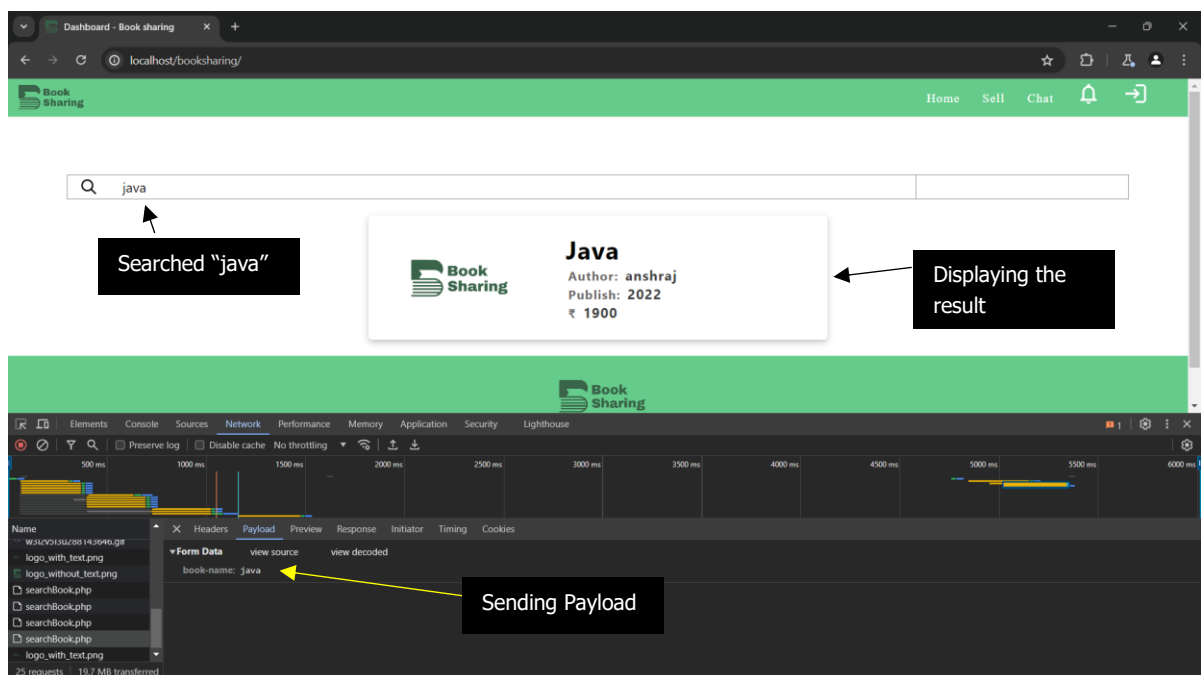 Dashboard - Book sharing
localhost/booksharing/
Book
Sharing
Home Sell Chat
java
Searched “java”
Book
Sharing
Java
Author: anshraj
Publish: 2022
₹ 1900
Displaying the
result
Book
Sharing
Elements Console Sources Network Performance Memory Application Security Lighthouse
1
Preserve log Disable cache No throttling
500 ms 1000 ms 1500 ms 2000 ms 2500 ms 3000 ms 3500 ms 4000 ms 4500 ms 5000 ms 5500 ms 6000 ms
Name
Headers Payload Preview Response Initiator Timing Cookies
logo_with_text.png
logo_without_text.png
searchBook.php
searchBook.php
searchBook.php
searchBook.php
logo_with_text.png
25 requests 19.7 MB transferred
Form Data view source view decoded
book-name: java
Sending Payload